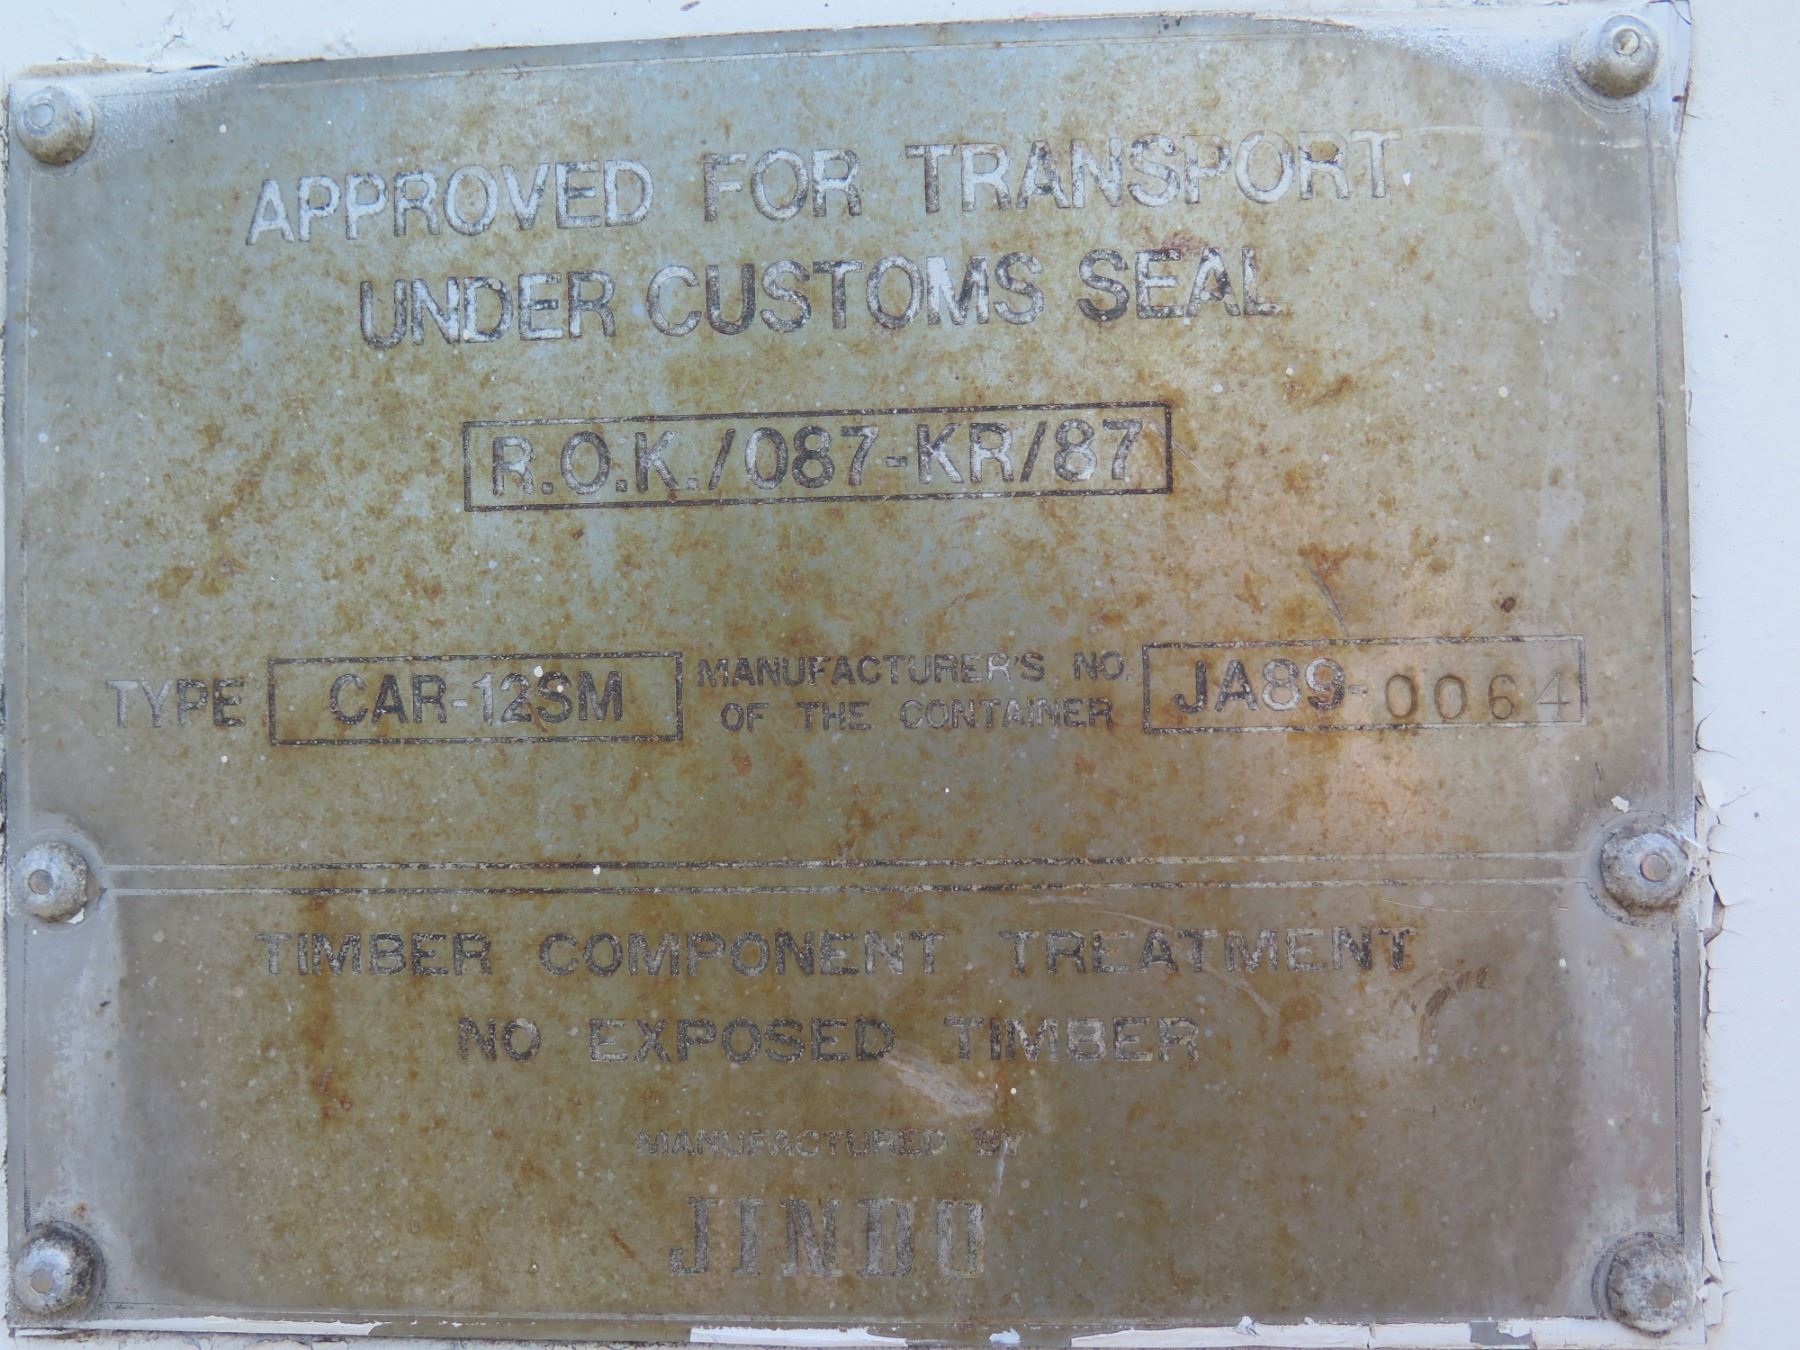 APPROVED FOR TRANSPORT
UNDER CUSTOMS SEAL
R.O.K./087-KR/87
TYPE CAR-12SM MANUFACTURER'S NO. OF THE CONTAINER JA89-0064
TIMBER COMPONENT TREATMENT
NO EXPOSED TIMBER
MANUFACTURED BY
JINDO